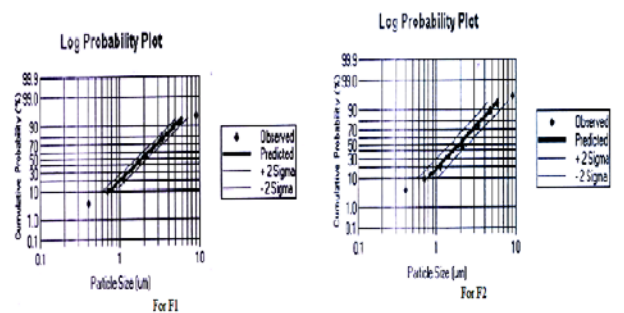 Log Probability Plot
Cumulative Probability (%)
99.9
99.0
90
70
50
30
10
1.0
0.1
0.1
1
10
Particle Size (um)
Observed
Predicted
+2 Sigma
-2 Sigma
For F1
Log Probability Plot
Cumulative Probability (%)
99.9
99.0
90
70
50
30
10
1.0
0.1
0.1
1
10
Particle Size (um)
Observed
Predicted
+2 Sigma
-2 Sigma
For F2